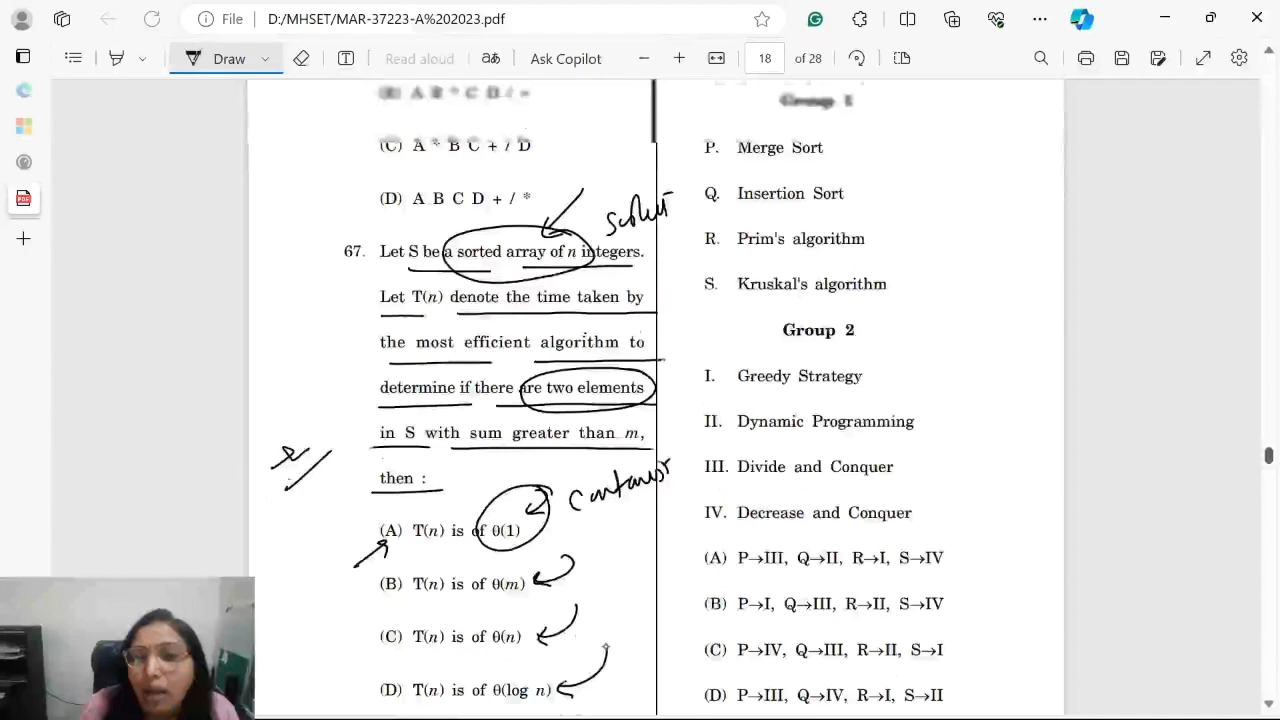 File
D:/MHSET/MAR-37223-A%202023.pdf
Draw
Read aloud
aあ
Ask Copilot
18
of 28
(B) A B * C D / =
(C) A * B C + / D
(D) A B C D + / *
67. Let S be a sorted array of n integers.
Let T(n) denote the time taken by
the most efficient algorithm to
determine if there are two elements
in S with sum greater than m,
then :
(A) T(n) is of θ(1)
(B) T(n) is of θ(m)
(C) T(n) is of θ(n)
(D) T(n) is of θ(log n)
Group 1
P. Merge Sort
Q. Insertion Sort
R. Prim's algorithm
S. Kruskal's algorithm
Group 2
I. Greedy Strategy
II. Dynamic Programming
III. Divide and Conquer
IV. Decrease and Conquer
(A) P→III, Q→II, R→I, S→IV
(B) P→I, Q→III, R→II, S→IV
(C) P→IV, Q→III, R→II, S→I
(D) P→III, Q→IV, R→I, S→II